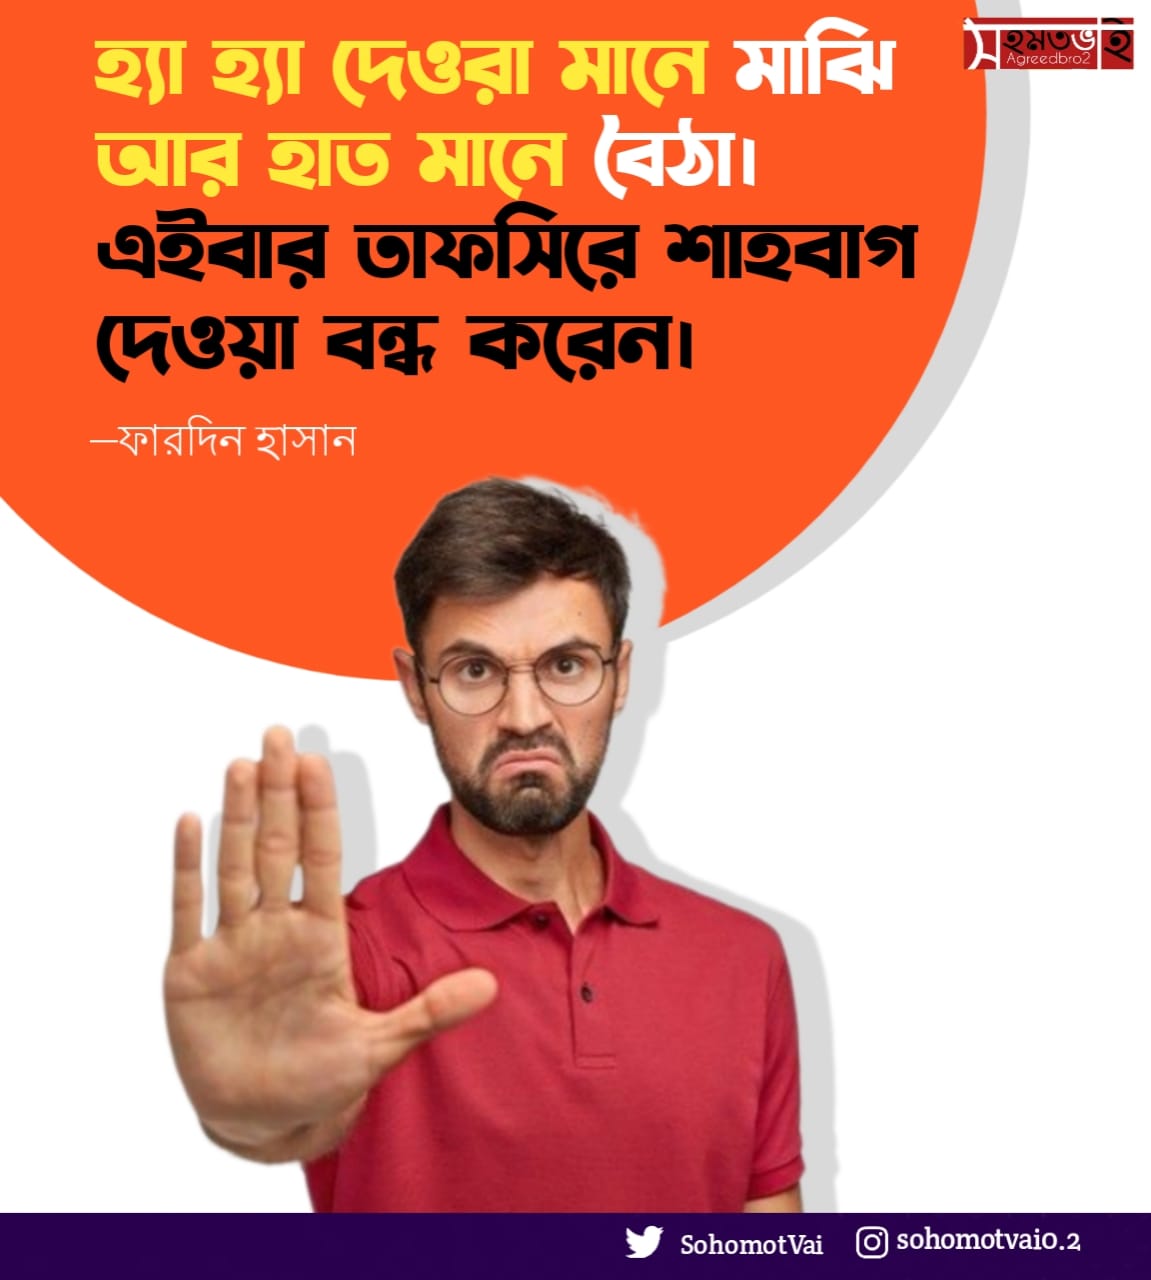 হ্যা হ্যা দেওরা মানে মাঝি
আর হাত মানে বৈঠা।
এইবার তাফসিরে শাহবাগ
দেওয়া বন্ধ করেন।
—ফারদিন হাসান
সহমতভাই
Agreedbro2
SohomotVai
sohomotvaio.2